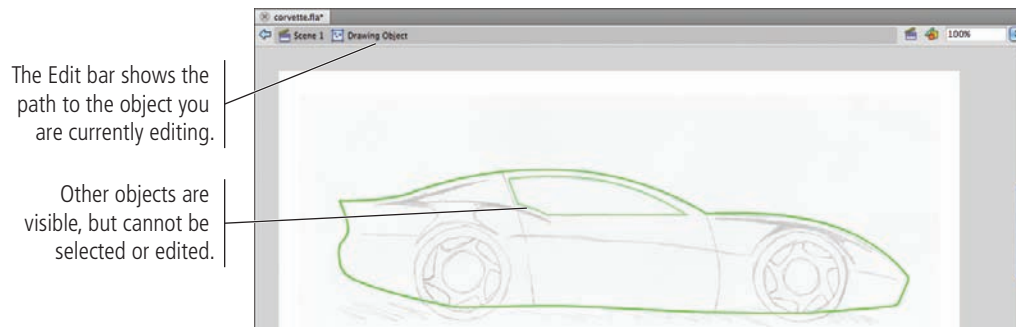 corvette.fla*
Scene 1 Drawing Object 100%
The Edit bar shows the
path to the object you
are currently editing.
Other objects are
visible, but cannot be
selected or edited.